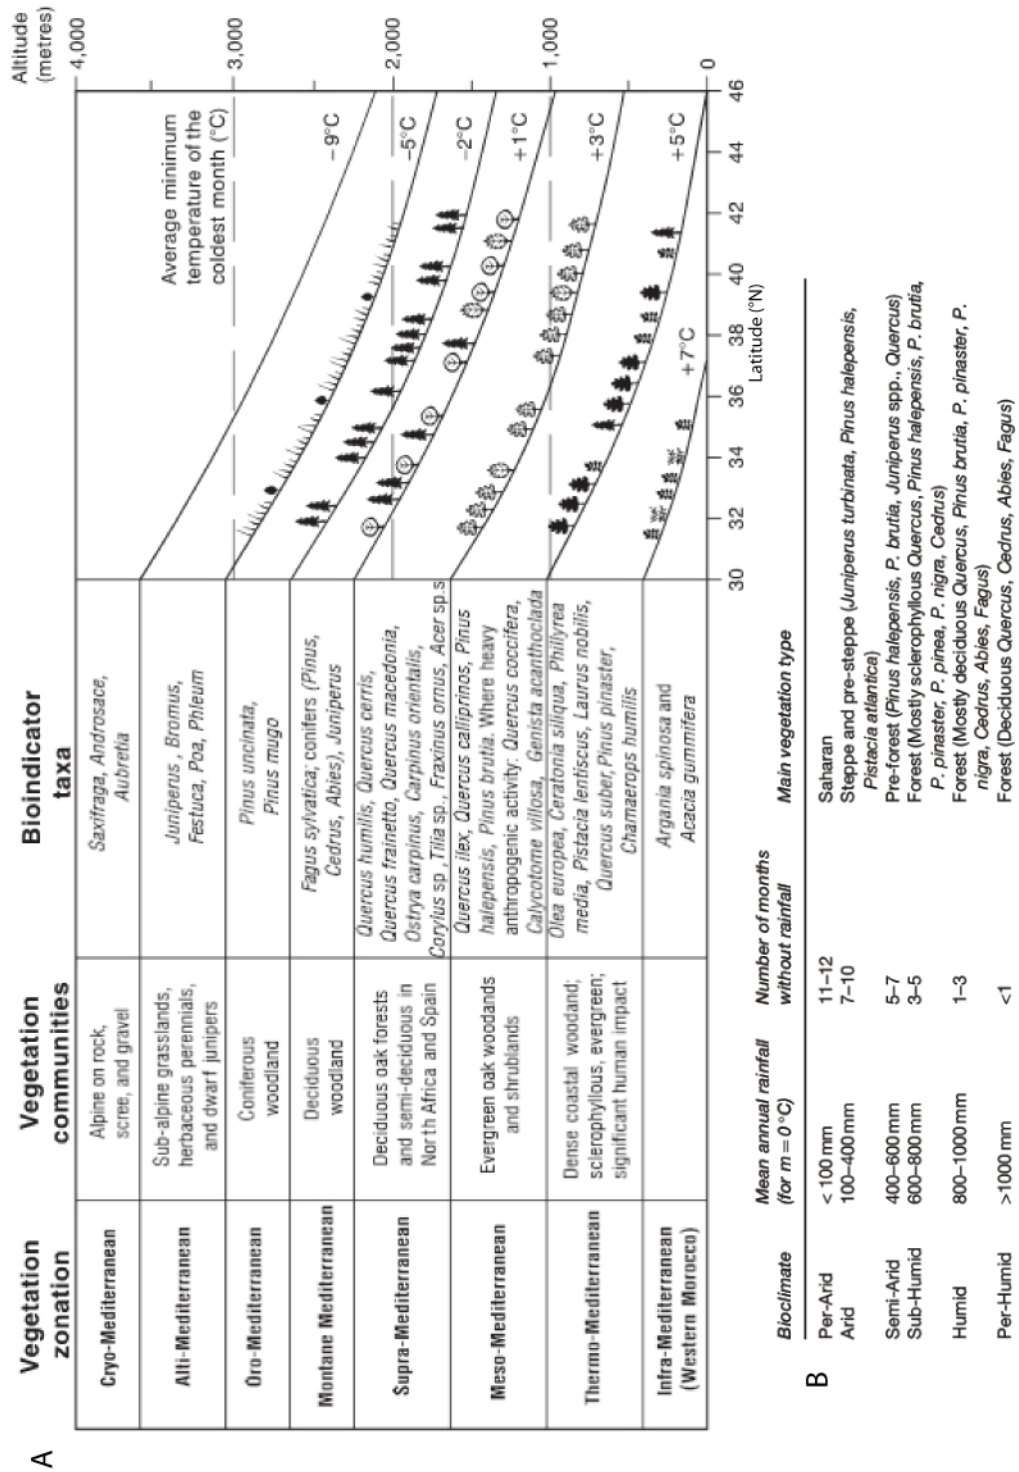 A
Vegetation
zonation
Vegetation
communities
Bioindicator
taxa
Altitude
(metres)
Cryo-Mediterranean
Alpine on rock,
scree, and gravel
Saxifraga, Androsace,
Aubretia
Alti-Mediterranean
Sub-alpine grasslands,
herbaceous perennials,
and dwarf junipers
Juniperus , Bromus,
Festuca, Poa, Phleum
Oro-Mediterranean
Coniferous
woodland
Pinus uncinata,
Pinus mugo
Montane Mediterranean
Deciduous
woodland
Fagus sylvatica; conifers (Pinus,
Cedrus, Abies), Juniperus
Supra-Mediterranean
Deciduous oak forests
and semi-deciduous in
North Africa and Spain
Quercus humilis, Quercus cerris,
Quercus frainetto, Quercus macedonia,
Ostrya carpinus, Carpinus orientalis,
Corylus sp ,Tilia sp., Fraxinus ornus, Acer sp.s
Meso-Mediterranean
Evergreen oak woodands
and shrublands
Quercus ilex, Quercus calliprinos, Pinus
halepensis, Pinus brutia. Where heavy
anthropogenic activity: Quercus coccifera,
Calycotome villosa, Genista acanthoclada
Thermo-Mediterranean
Dense coastal woodand;
sclerophyllous, evergreen;
significant human impact
Olea europea, Ceratonia siliqua, Phillyrea
media, Pistacia lentiscus, Laurus nobilis,
Quercus suber, Pinus pinaster,
Chamaerops humilis
Infra-Mediterranean
(Western Morocco)
Argania spinosa and
Acacia gummifera
Average minimum
temperature of the
coldest month (°C)
4,000
3,000
2,000
1,000
0
-9°C
-5°C
-2°C
+1°C
+3°C
+5°C
+7°C
30
32
34
36
38
40
42
44
46
Latitude (°N)
B
Bioclimate
Mean annual rainfall
(for m = 0 °C)
Number of months
without rainfall
Main vegetation type
Per-Arid
< 100 mm
11–12
Saharan
Arid
100–400 mm
7–10
Steppe and pre-steppe (Juniperus turbinata, Pinus halepensis,
Pistacia atlantica)
Semi-Arid
400–600 mm
5–7
Pre-forest (Pinus halepensis, P. brutia, Juniperus spp., Quercus)
Sub-Humid
600–800 mm
3–5
Forest (Mostly sclerophyllous Quercus, Pinus halepensis, P. brutia,
P. pinaster, P. pinea, P. nigra, Cedrus)
Humid
800–1000 mm
1–3
Forest (Mostly deciduous Quercus, Pinus brutia, P. pinaster, P.
nigra, Cedrus, Abies, Fagus)
Per-Humid
>1000 mm
<1
Forest (Deciduous Quercus, Cedrus, Abies, Fagus)